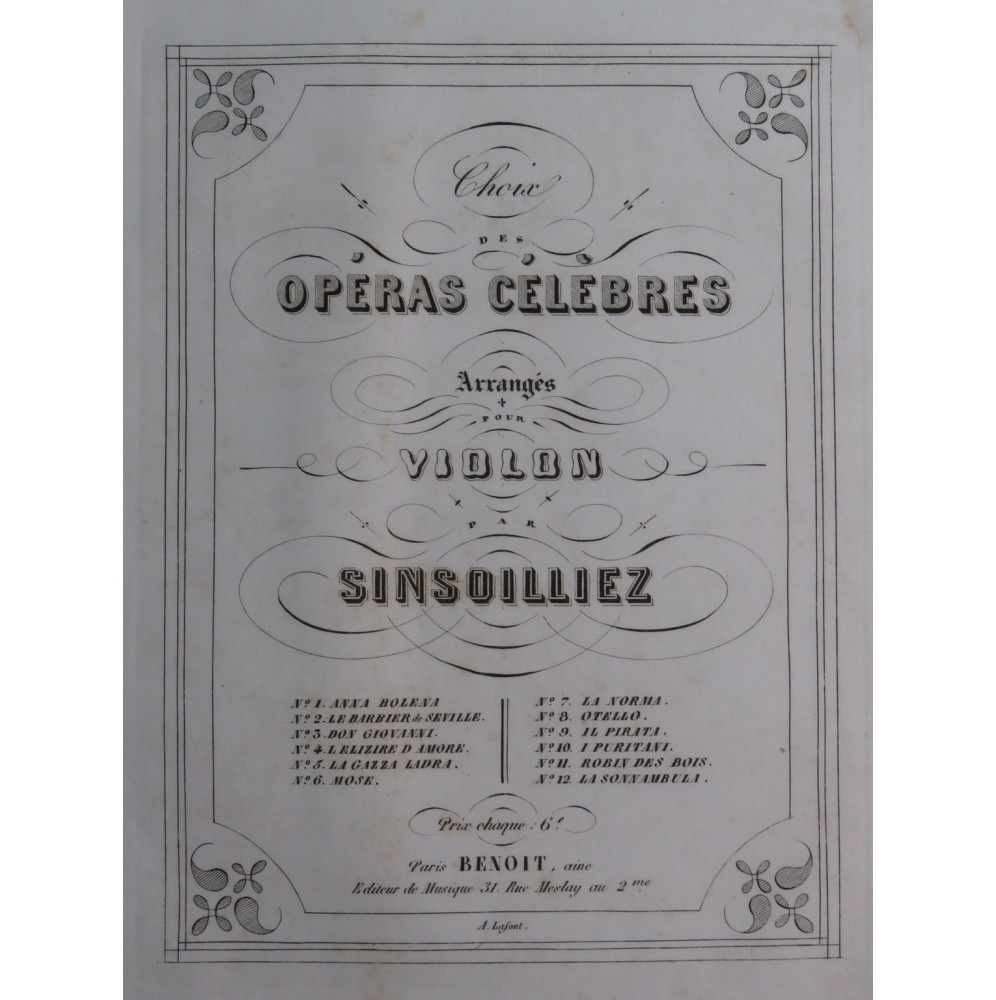 Choix
DES
OPÉRAS CÉLÈBRES
Arrangés
POUR
VIOLON
PAR
SINSOILLIEZ
Nº 1. ANNA BOLENA
Nº 2. LE BARBIER de SEVILLE.
Nº 3. DON GIOVANNI.
Nº 4. L'ELIZIRE D'AMORE.
Nº 5. LA GAZZA LADRA.
Nº 6. MOSE.
Nº 7. LA NORMA.
Nº 8. OTELLO.
Nº 9. IL PIRATA.
Nº 10. I PURITANI.
Nº 11. ROBIN DES BOIS.
Nº 12. LA SONNAMBULA.
Prix chaque : 6f
Paris BENOIT, aine
Editeur de Musique 31. Rue Meslay au 2me
A. Lafont.